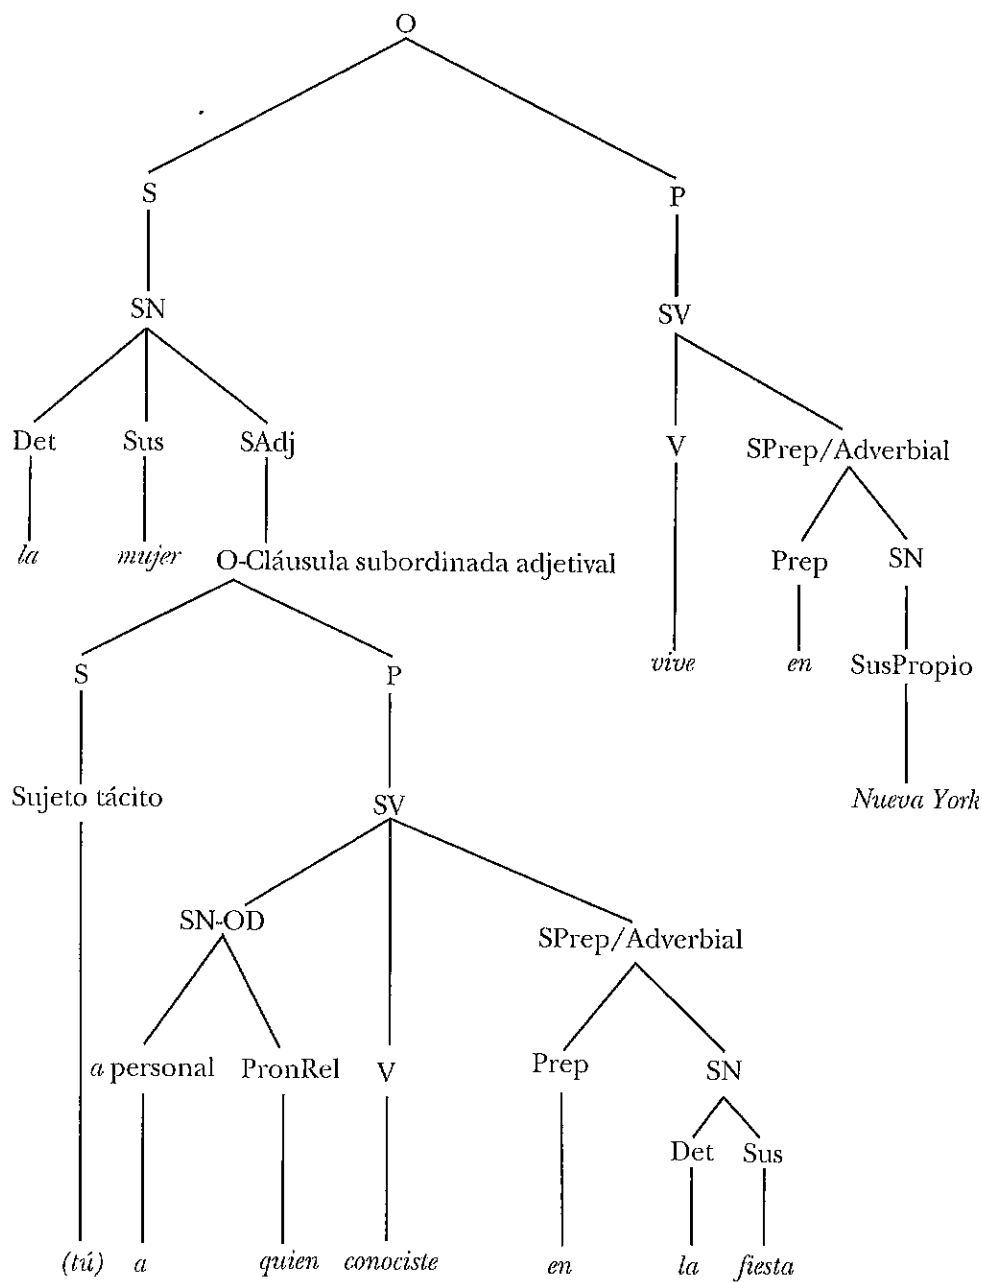 O
S P
SN SV
Det Sus SAdj V SPrep/Adverbial
la mujer O-Cláusula subordinada adjetival Prep SN
S P vive en SusPropio
Sujeto tácito SV Nueva York
SN-OD SPrep/Adverbial
a personal PronRel V Prep SN
Det Sus
(tú) a quien conociste en la fiesta